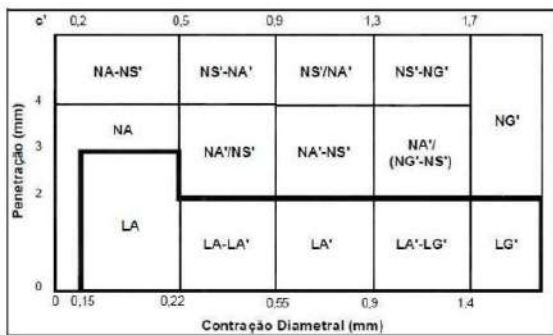 c' 0,2 0,5 0,9 1,3 1,7
NA-NS' NS'-NA' NS'/NA' NS'-NG'
4
NG'
NA
3
NA'/NS' NA'-NS' NA'/
(NG'-NS')
2
LA
LA-LA' LA' LA'-LG' LG'
0
0 0,15 0,22 0,55 0,9 1.4
Penetração (mm)
Contração Diametral (mm)